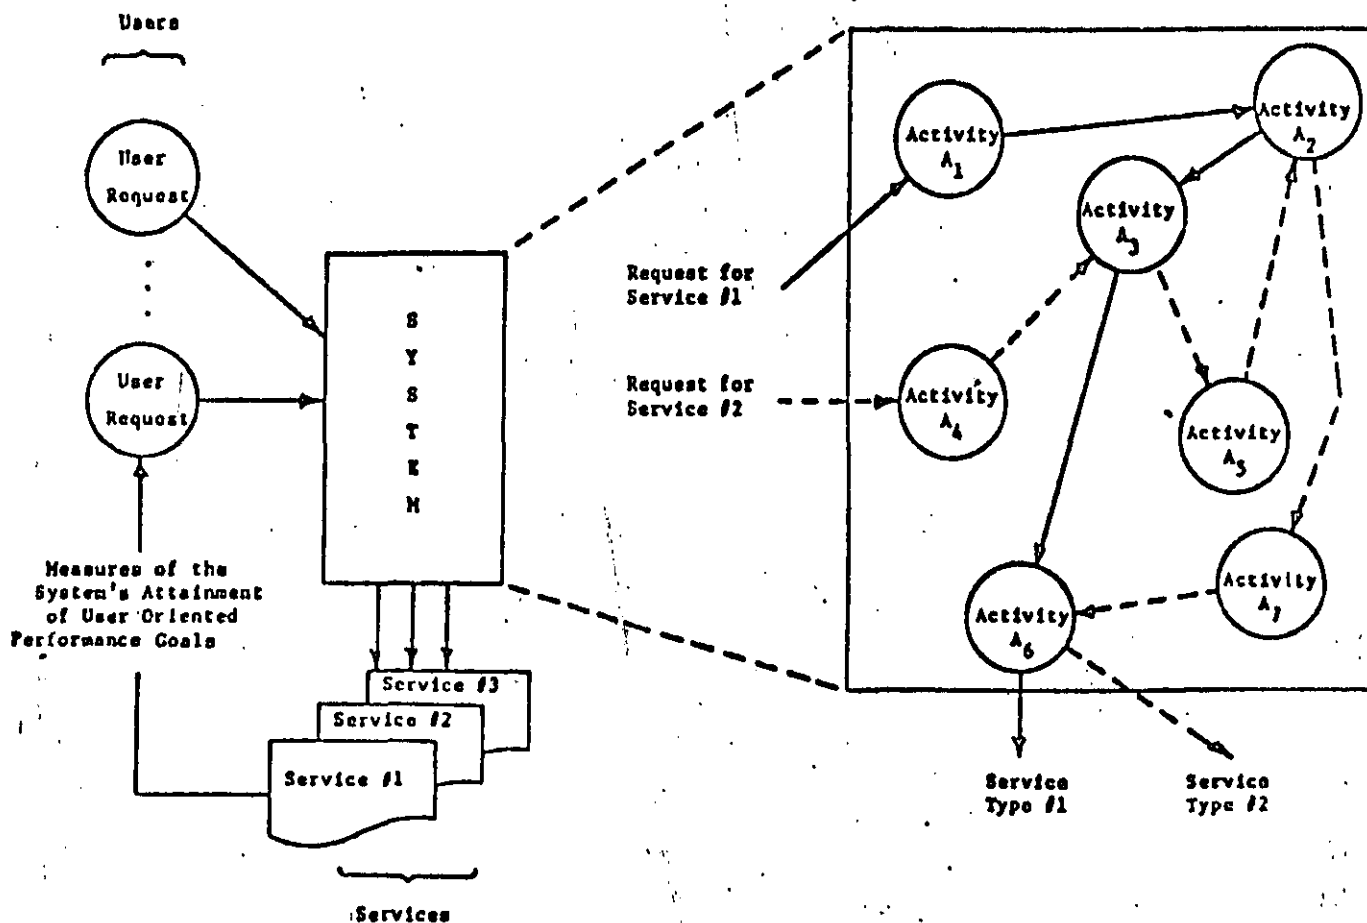 Users
User
Request
User
Request
S
Y
S
T
E
M
Measures of the
System's Attainment
of User Oriented
Performance Goals
Service #3
Service #2
Service #1
Services
Request for
Service #1
Request for
Service #2
Activity
A1
Activity
A2
Activity
A3
Activity
A4
Activity
A5
Activity
A6
Activity
A7
Service
Type #1
Service
Type #2